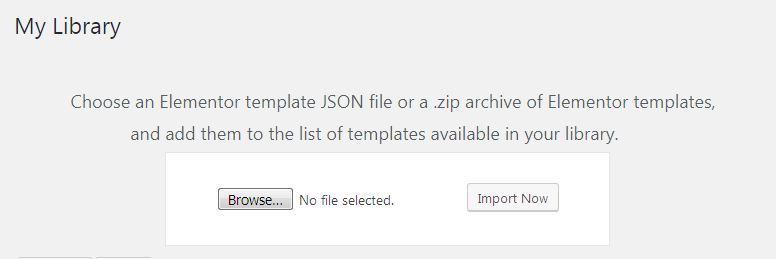 My Library
Choose an Elementor template JSON file or a .zip archive of Elementor templates,
and add them to the list of templates available in your library.
Browse... No file selected. Import Now